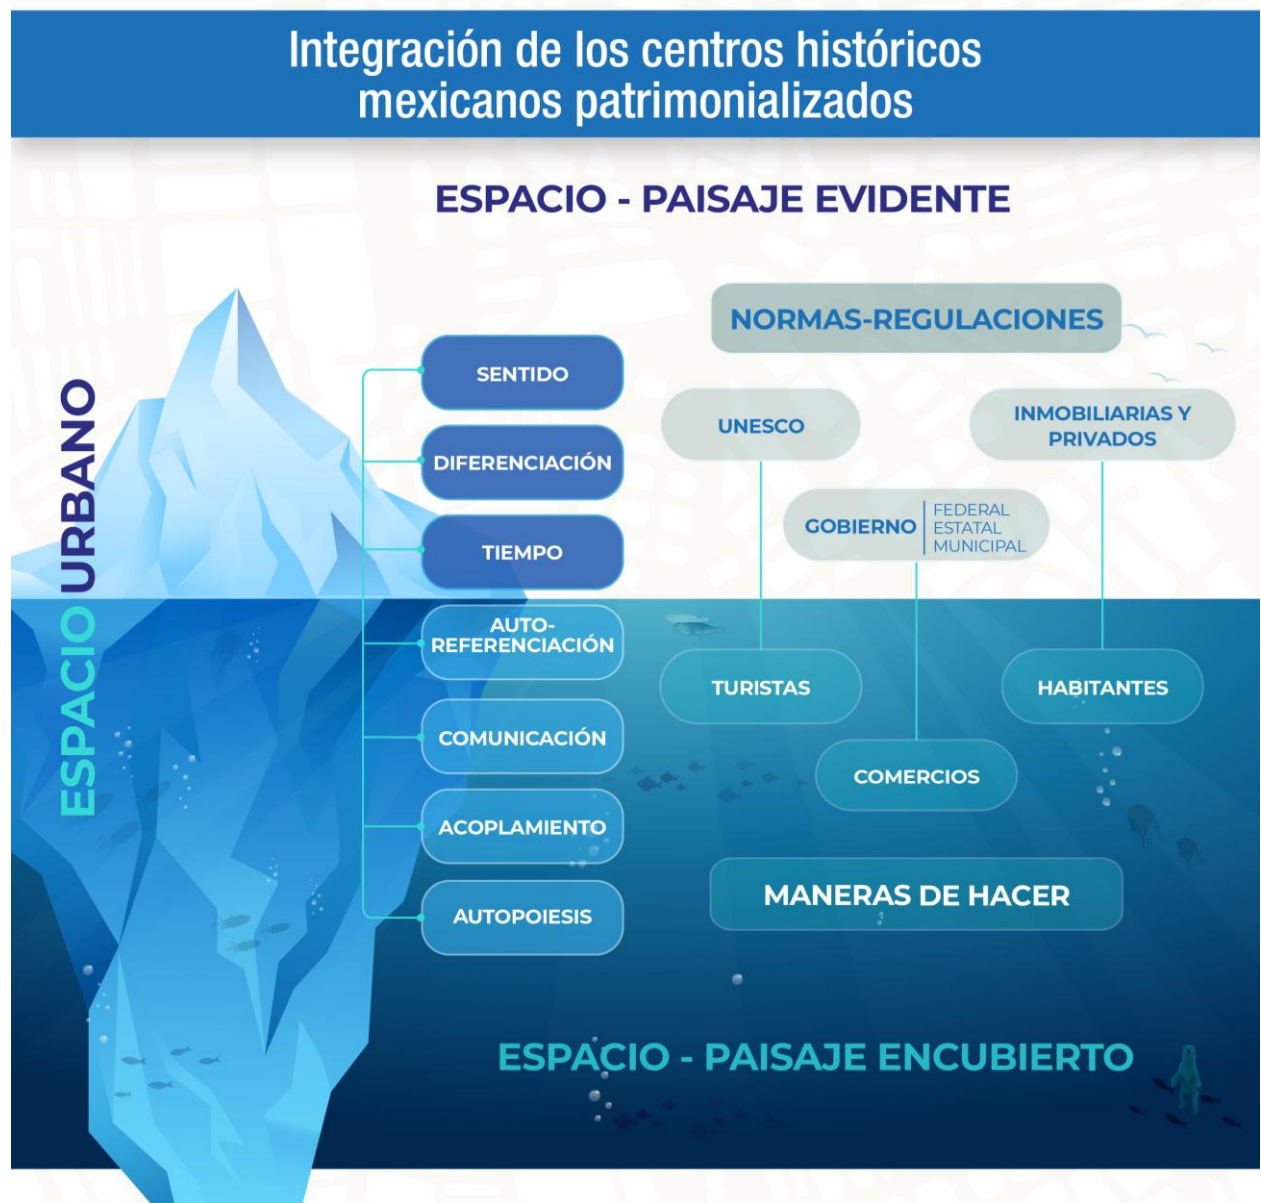 Integración de los centros históricos
mexicanos patrimonializados
ESPACIO - PAISAJE EVIDENTE
ESPACIO URBANO
SENTIDO
DIFERENCIACIÓN
TIEMPO
AUTO-
REFERENCIACIÓN
COMUNICACIÓN
ACOPLAMIENTO
AUTOPOIESIS
NORMAS-REGULACIONES
UNESCO
INMOBILIARIAS Y
PRIVADOS
GOBIERNO
FEDERAL
ESTATAL
MUNICIPAL
TURISTAS
HABITANTES
COMERCIOS
MANERAS DE HACER
ESPACIO - PAISAJE ENCUBIERTO